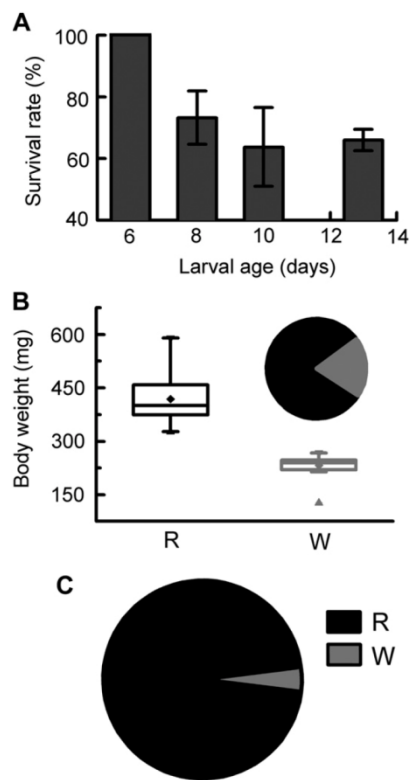 A
Survival rate (%)
100
80
60
40
6
8
10
12
14
Larval age (days)
B
Body weight (mg)
600
450
300
150
R
W
C
R
W